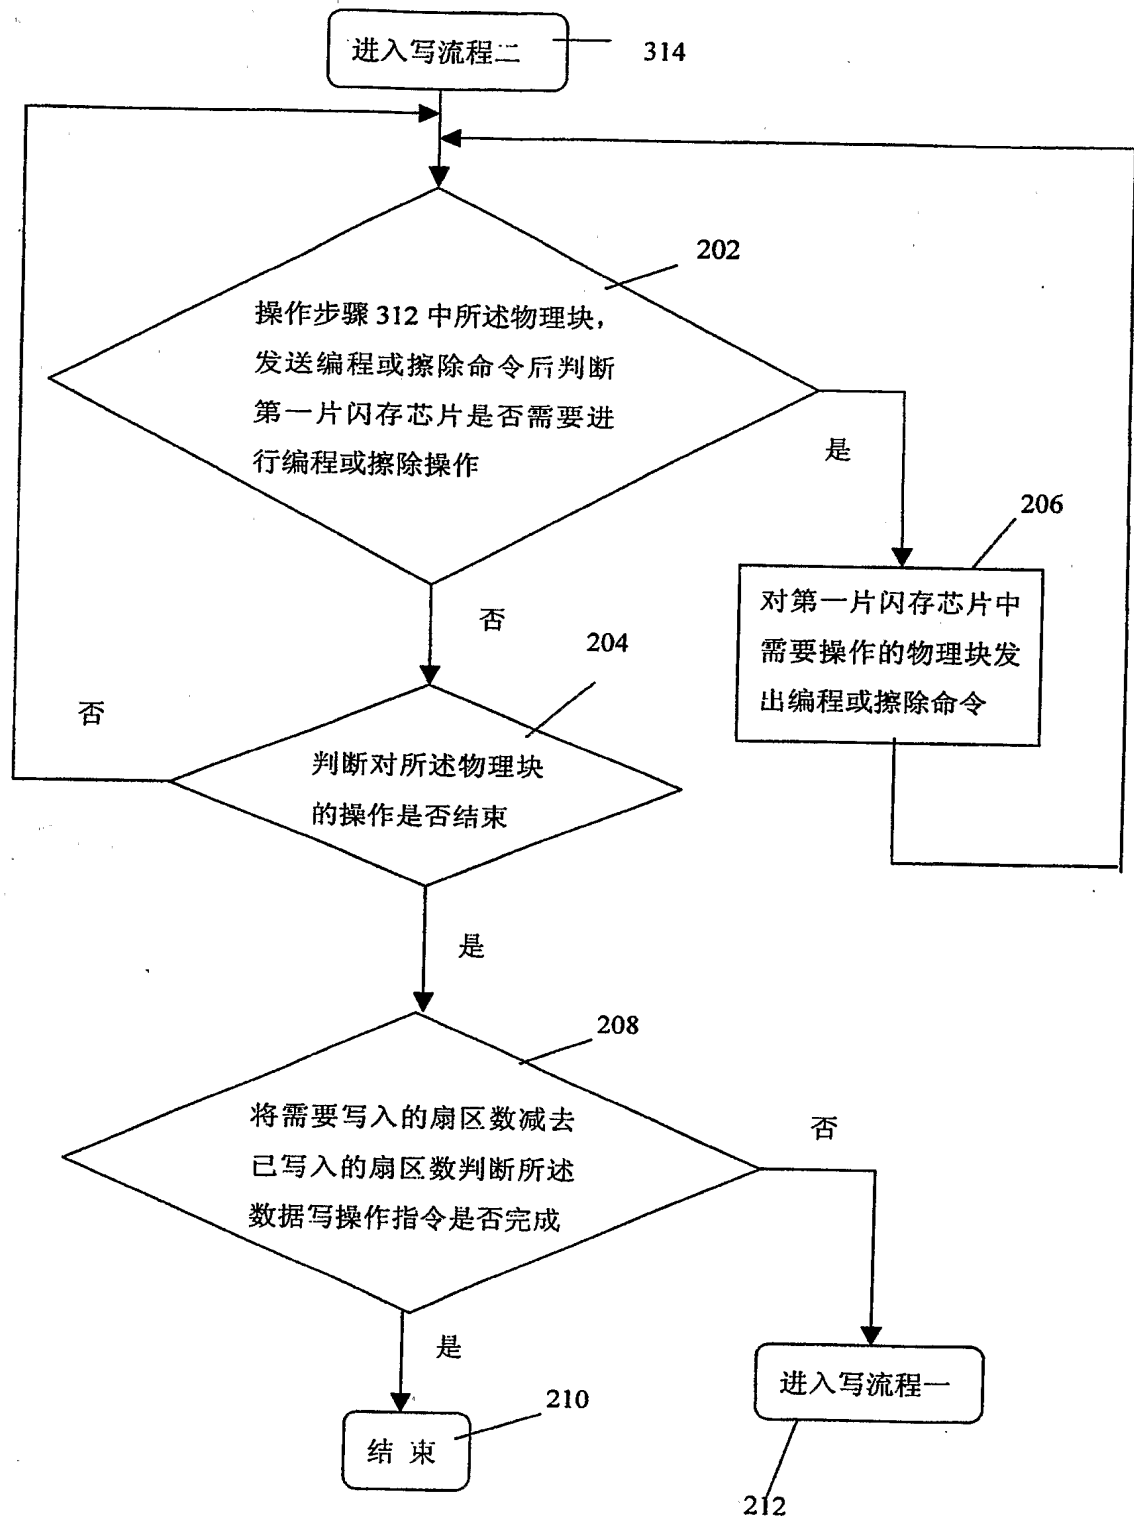 进入写流程二
314
202
操作步骤 312 中所述物理块，
发送编程或擦除命令后判断
第一片闪存芯片是否需要进
行编程或擦除操作
是
206
对第一片闪存芯片中
需要操作的物理块发
出编程或擦除命令
否
204
否
判断对所述物理块
的操作是否结束
是
208
将需要写入的扇区数减去
已写入的扇区数判断所述
数据写操作指令是否完成
否
是
进入写流程一
210
结 束
212